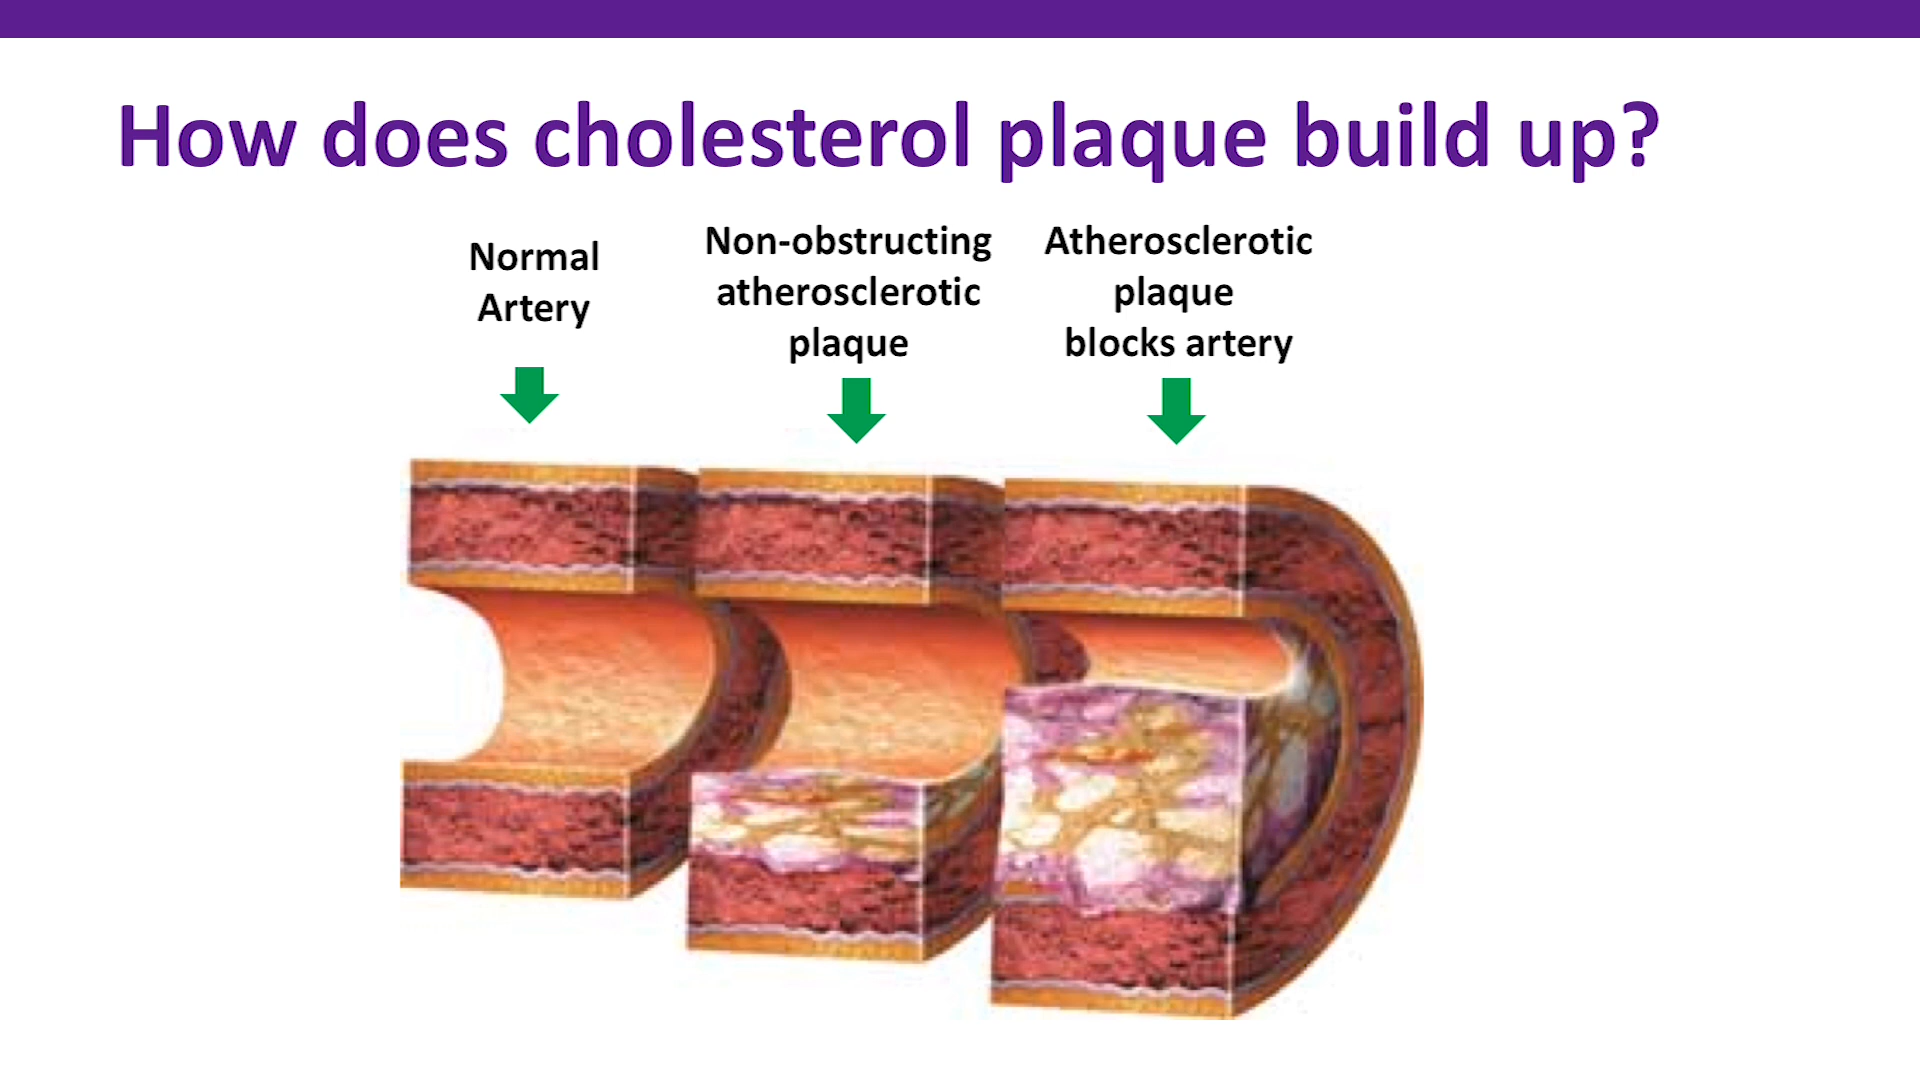 How does cholesterol plaque build up?
Normal
Artery
Non-obstructing
atherosclerotic
plaque
Atherosclerotic
plaque
blocks artery